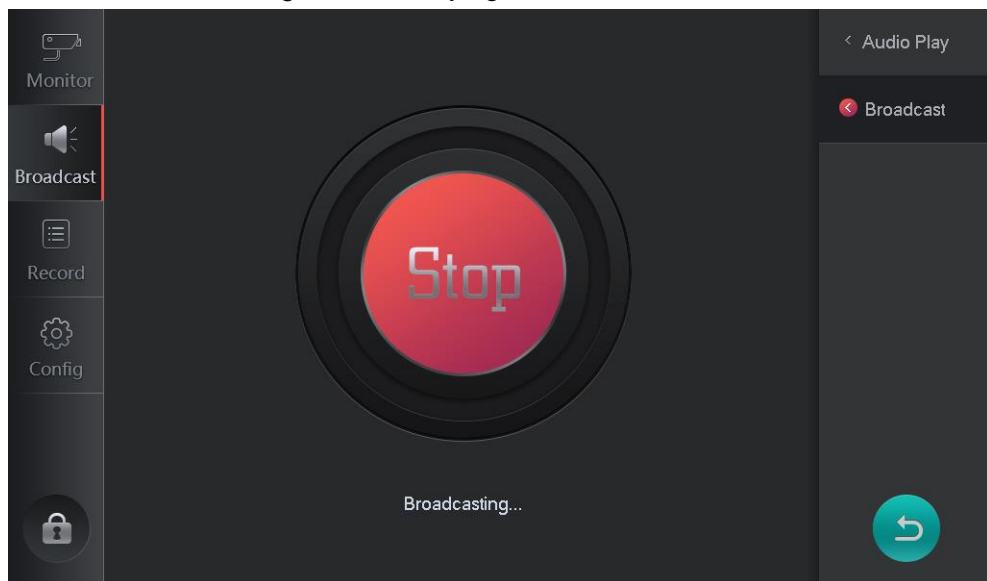 Monitor
Broadcast
Record
Config
Stop
Broadcasting...
Audio Play
Broadcast